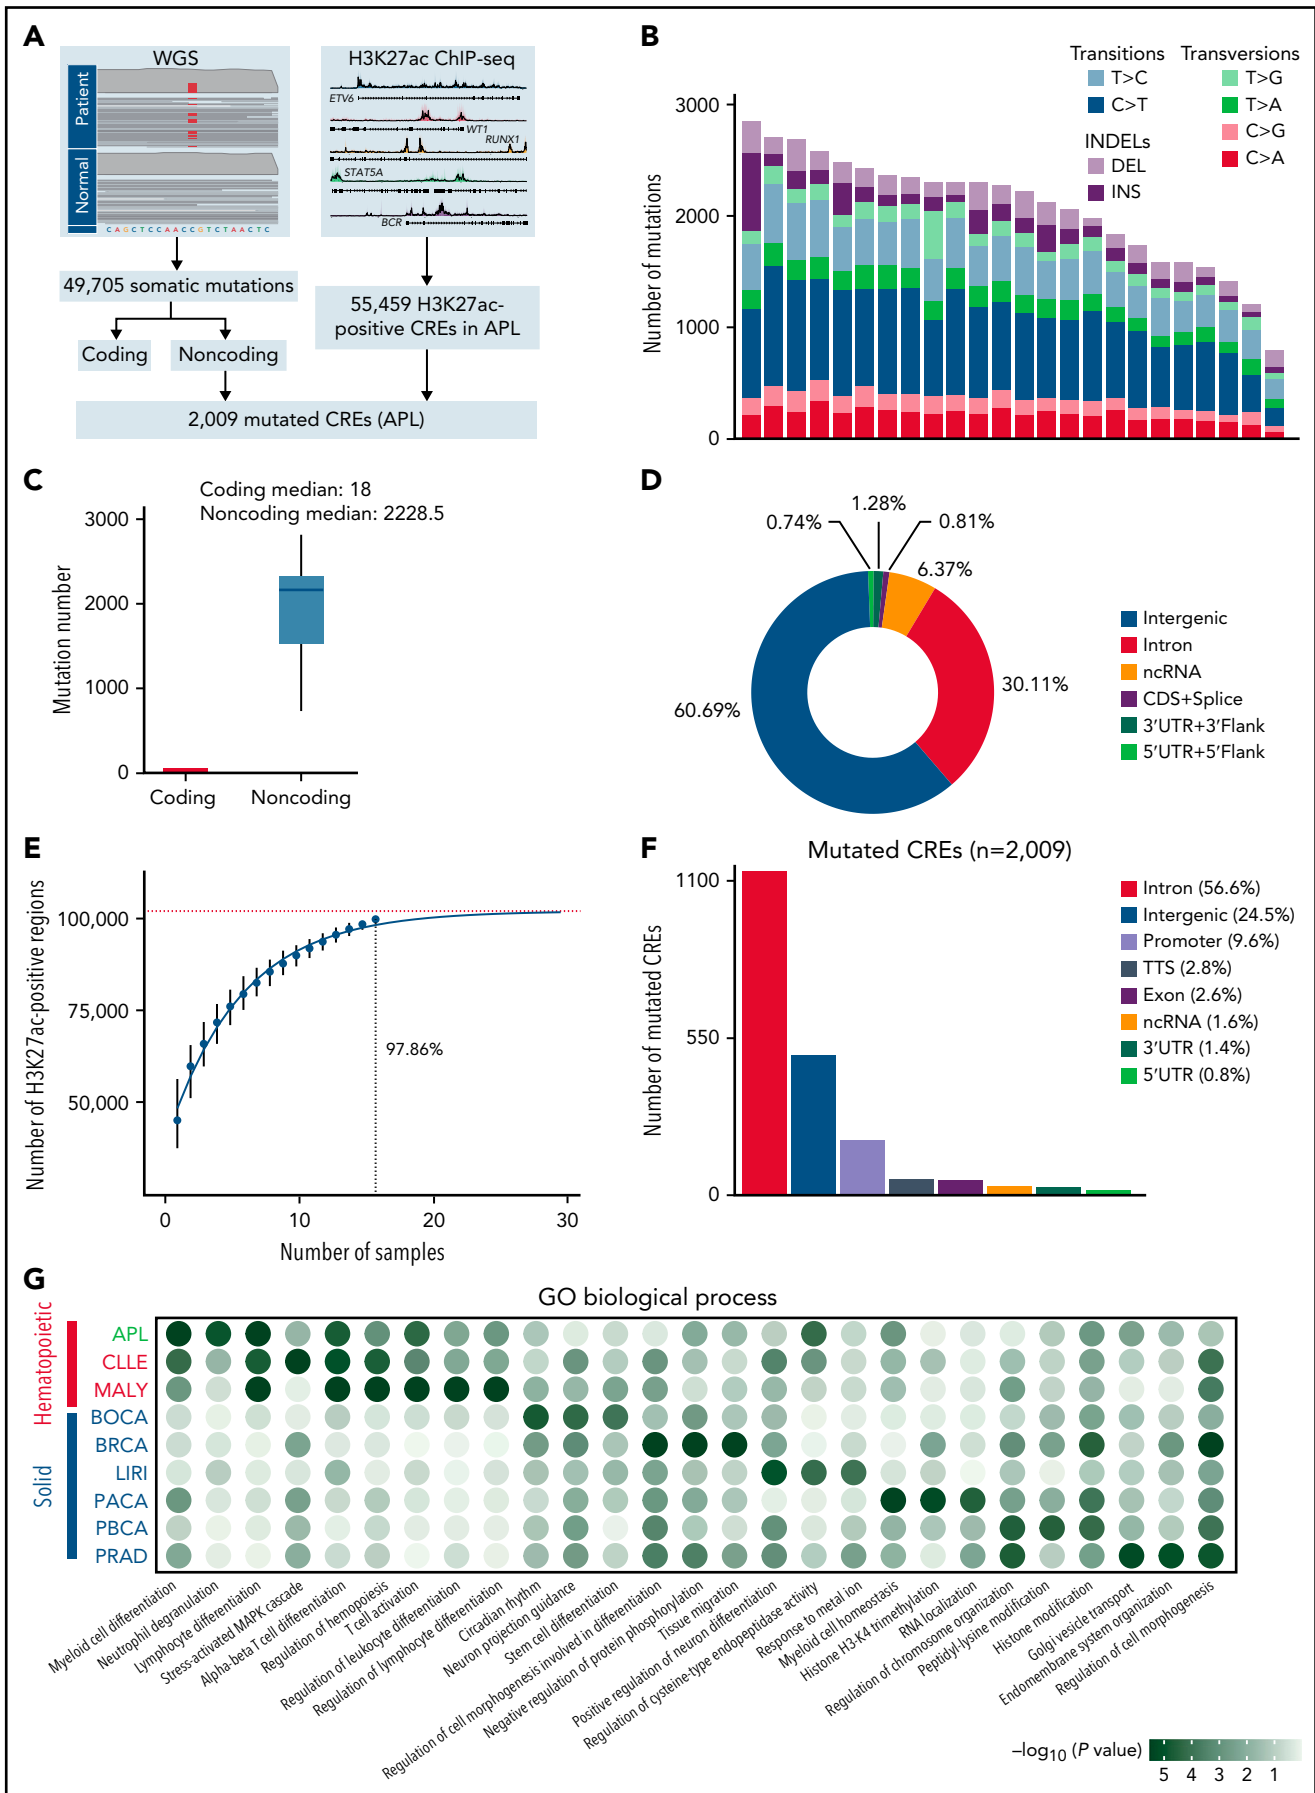 A
WGS
Patient
Normal
C A G C T C C A A C C G T C T A A C T C
H3K27ac ChIP-seq
ETV6
WT1
RUNX1
STAT5A
BCR
49,705 somatic mutations
Coding
Noncoding
55,459 H3K27ac-
positive CREs in APL
2,009 mutated CREs (APL)
B
Transitions
T>C
C>T
INDELs
DEL
INS
Transversions
T>G
T>A
C>G
C>A
Number of mutations
3000
2000
1000
0
C
Coding median: 18
Noncoding median: 2228.5
Mutation number
3000
2000
1000
0
Coding
Noncoding
D
0.74%
1.28%
0.81%
6.37%
30.11%
60.69%
Intergenic
Intron
ncRNA
CDS+Splice
3'UTR+3'Flank
5'UTR+5'Flank
E
Number of H3K27ac-positive regions
100,000
75,000
50,000
97.86%
0
10
20
30
Number of samples
F
Mutated CREs (n=2,009)
Number of mutated CREs
1100
550
0
Intron (56.6%)
Intergenic (24.5%)
Promoter (9.6%)
TTS (2.8%)
Exon (2.6%)
ncRNA (1.6%)
3'UTR (1.4%)
5'UTR (0.8%)
G
GO biological process
Hematopoietic
Solid
APL
CLLE
MALY
BOCA
BRCA
LIRI
PACA
PBCA
PRAD
Myeloid cell differentiation
Neutrophil degranulation
Lymphocyte differentiation
Stress-activated MAPK cascade
Alpha-beta T cell differentiation
Regulation of hemopoiesis
T cell activation
Regulation of leukocyte differentiation
Regulation of lymphocyte differentiation
Circadian rhythm
Neuron projection guidance
Stem cell differentiation
Regulation of cell morphogenesis involved in differentiation
Negative regulation of protein phosphorylation
Tissue migration
Positive regulation of neuron differentiation
Regulation of cysteine-type endopeptidase activity
Response to metal ion
Myeloid cell homeostasis
Histone H3-K4 trimethylation
RNA localization
Regulation of chromosome organization
Peptidyl-lysine modification
Histone modification
Golgi vesicle transport
Endomembrane system organization
Regulation of cell morphogenesis
–log10 (P value)
5 4 3 2 1